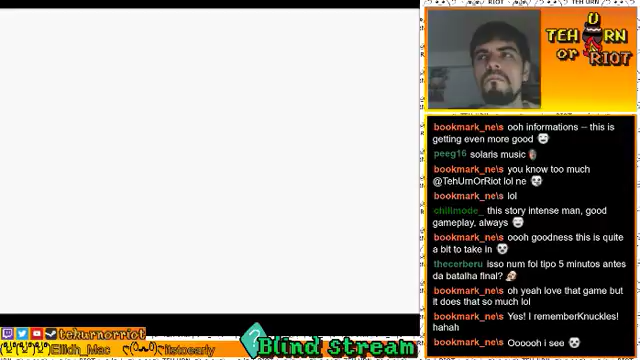 TEH URN
or RIOT
bookmark_ne\s ooh informations -- this is
getting even more good
peeg16 solaris music
bookmark_ne\s you know too much
@TehUrnOrRiot lol ne
bookmark_ne\s lol
chillmode_ this story intense man, good
gameplay, always
bookmark_ne\s oooh goodness this is quite
a bit to take in
thecerberu isso num foi tipo 5 minutos antes
da batalha final?
bookmark_ne\s oh yeah love that game but
it does that so much lol
bookmark_ne\s Yes! I rememberKnuckles!
hahah
bookmark_ne\s Oooooh i see
tehurnorriot
Ellich_Mac
itstoearly
Blind Stream